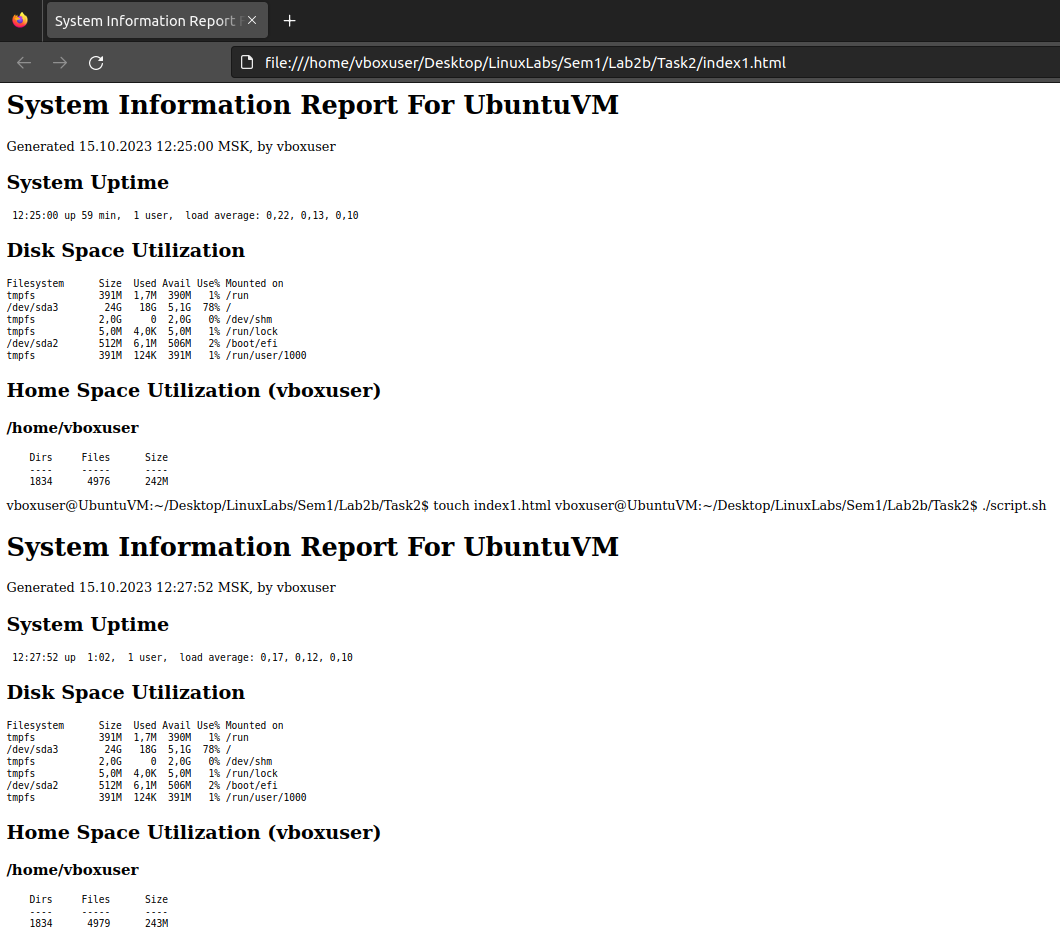 System Information Report F
file:///home/vboxuser/Desktop/LinuxLabs/Sem1/Lab2b/Task2/index1.html
System Information Report For UbuntuVM
Generated 15.10.2023 12:25:00 MSK, by vboxuser
System Uptime
12:25:00 up 59 min,  1 user,  load average: 0,22, 0,13, 0,10
Disk Space Utilization
Filesystem      Size  Used Avail Use% Mounted on
tmpfs           391M  1,7M  390M   1% /run
/dev/sda3        24G   18G  5,1G  78% /
tmpfs           2,0G     0  2,0G   0% /dev/shm
tmpfs           5,0M  4,0K  5,0M   1% /run/lock
/dev/sda2       512M  6,1M  506M   2% /boot/efi
tmpfs           391M  124K  391M   1% /run/user/1000
Home Space Utilization (vboxuser)
/home/vboxuser
Dirs     Files      Size
----     -----      ----
1834      4976      242M
vboxuser@UbuntuVM:~/Desktop/LinuxLabs/Sem1/Lab2b/Task2$ touch index1.html vboxuser@UbuntuVM:~/Desktop/LinuxLabs/Sem1/Lab2b/Task2$ ./script.sh
System Information Report For UbuntuVM
Generated 15.10.2023 12:27:52 MSK, by vboxuser
System Uptime
12:27:52 up  1:02,  1 user,  load average: 0,17, 0,12, 0,10
Disk Space Utilization
Filesystem      Size  Used Avail Use% Mounted on
tmpfs           391M  1,7M  390M   1% /run
/dev/sda3        24G   18G  5,1G  78% /
tmpfs           2,0G     0  2,0G   0% /dev/shm
tmpfs           5,0M  4,0K  5,0M   1% /run/lock
/dev/sda2       512M  6,1M  506M   2% /boot/efi
tmpfs           391M  124K  391M   1% /run/user/1000
Home Space Utilization (vboxuser)
/home/vboxuser
Dirs     Files      Size
----     -----      ----
1834      4979      243M